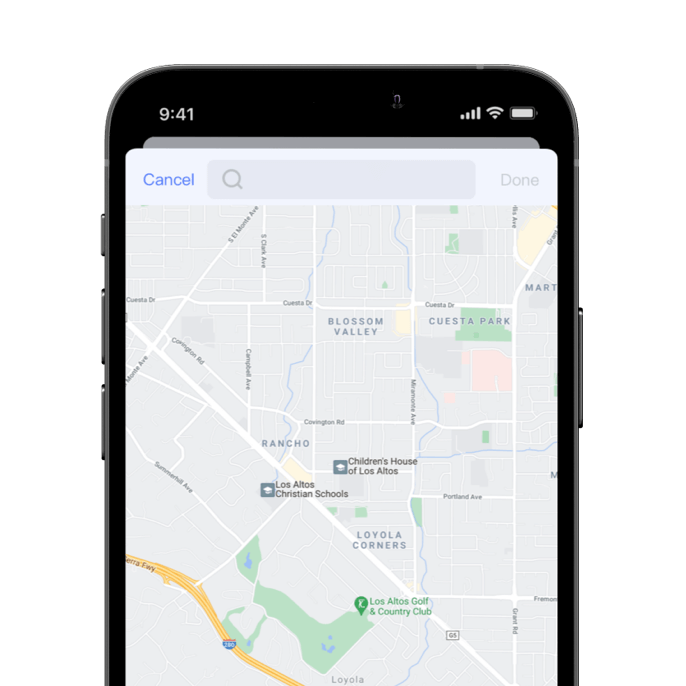 9:41
Cancel
Done
S El Monte Ave
S Clark Ave
MART
Cuesta Dr
Cuesta Dr
Cuesta Dr
BLOSSOM
VALLEY
CUESTA PARK
Covington Rd
Monte Ave
Campbell Ave
Miramonte Ave
Covington Rd
RANCHO
Children's House
of Los Altos
Summerhill Ave
Los Altos
Christian Schools
M
Portland Ave
LOYOLA
CORNERS
erra Fwy
Los Altos Golf
& Country Club
Fremon
Grant Rd
G5
280
Loyola